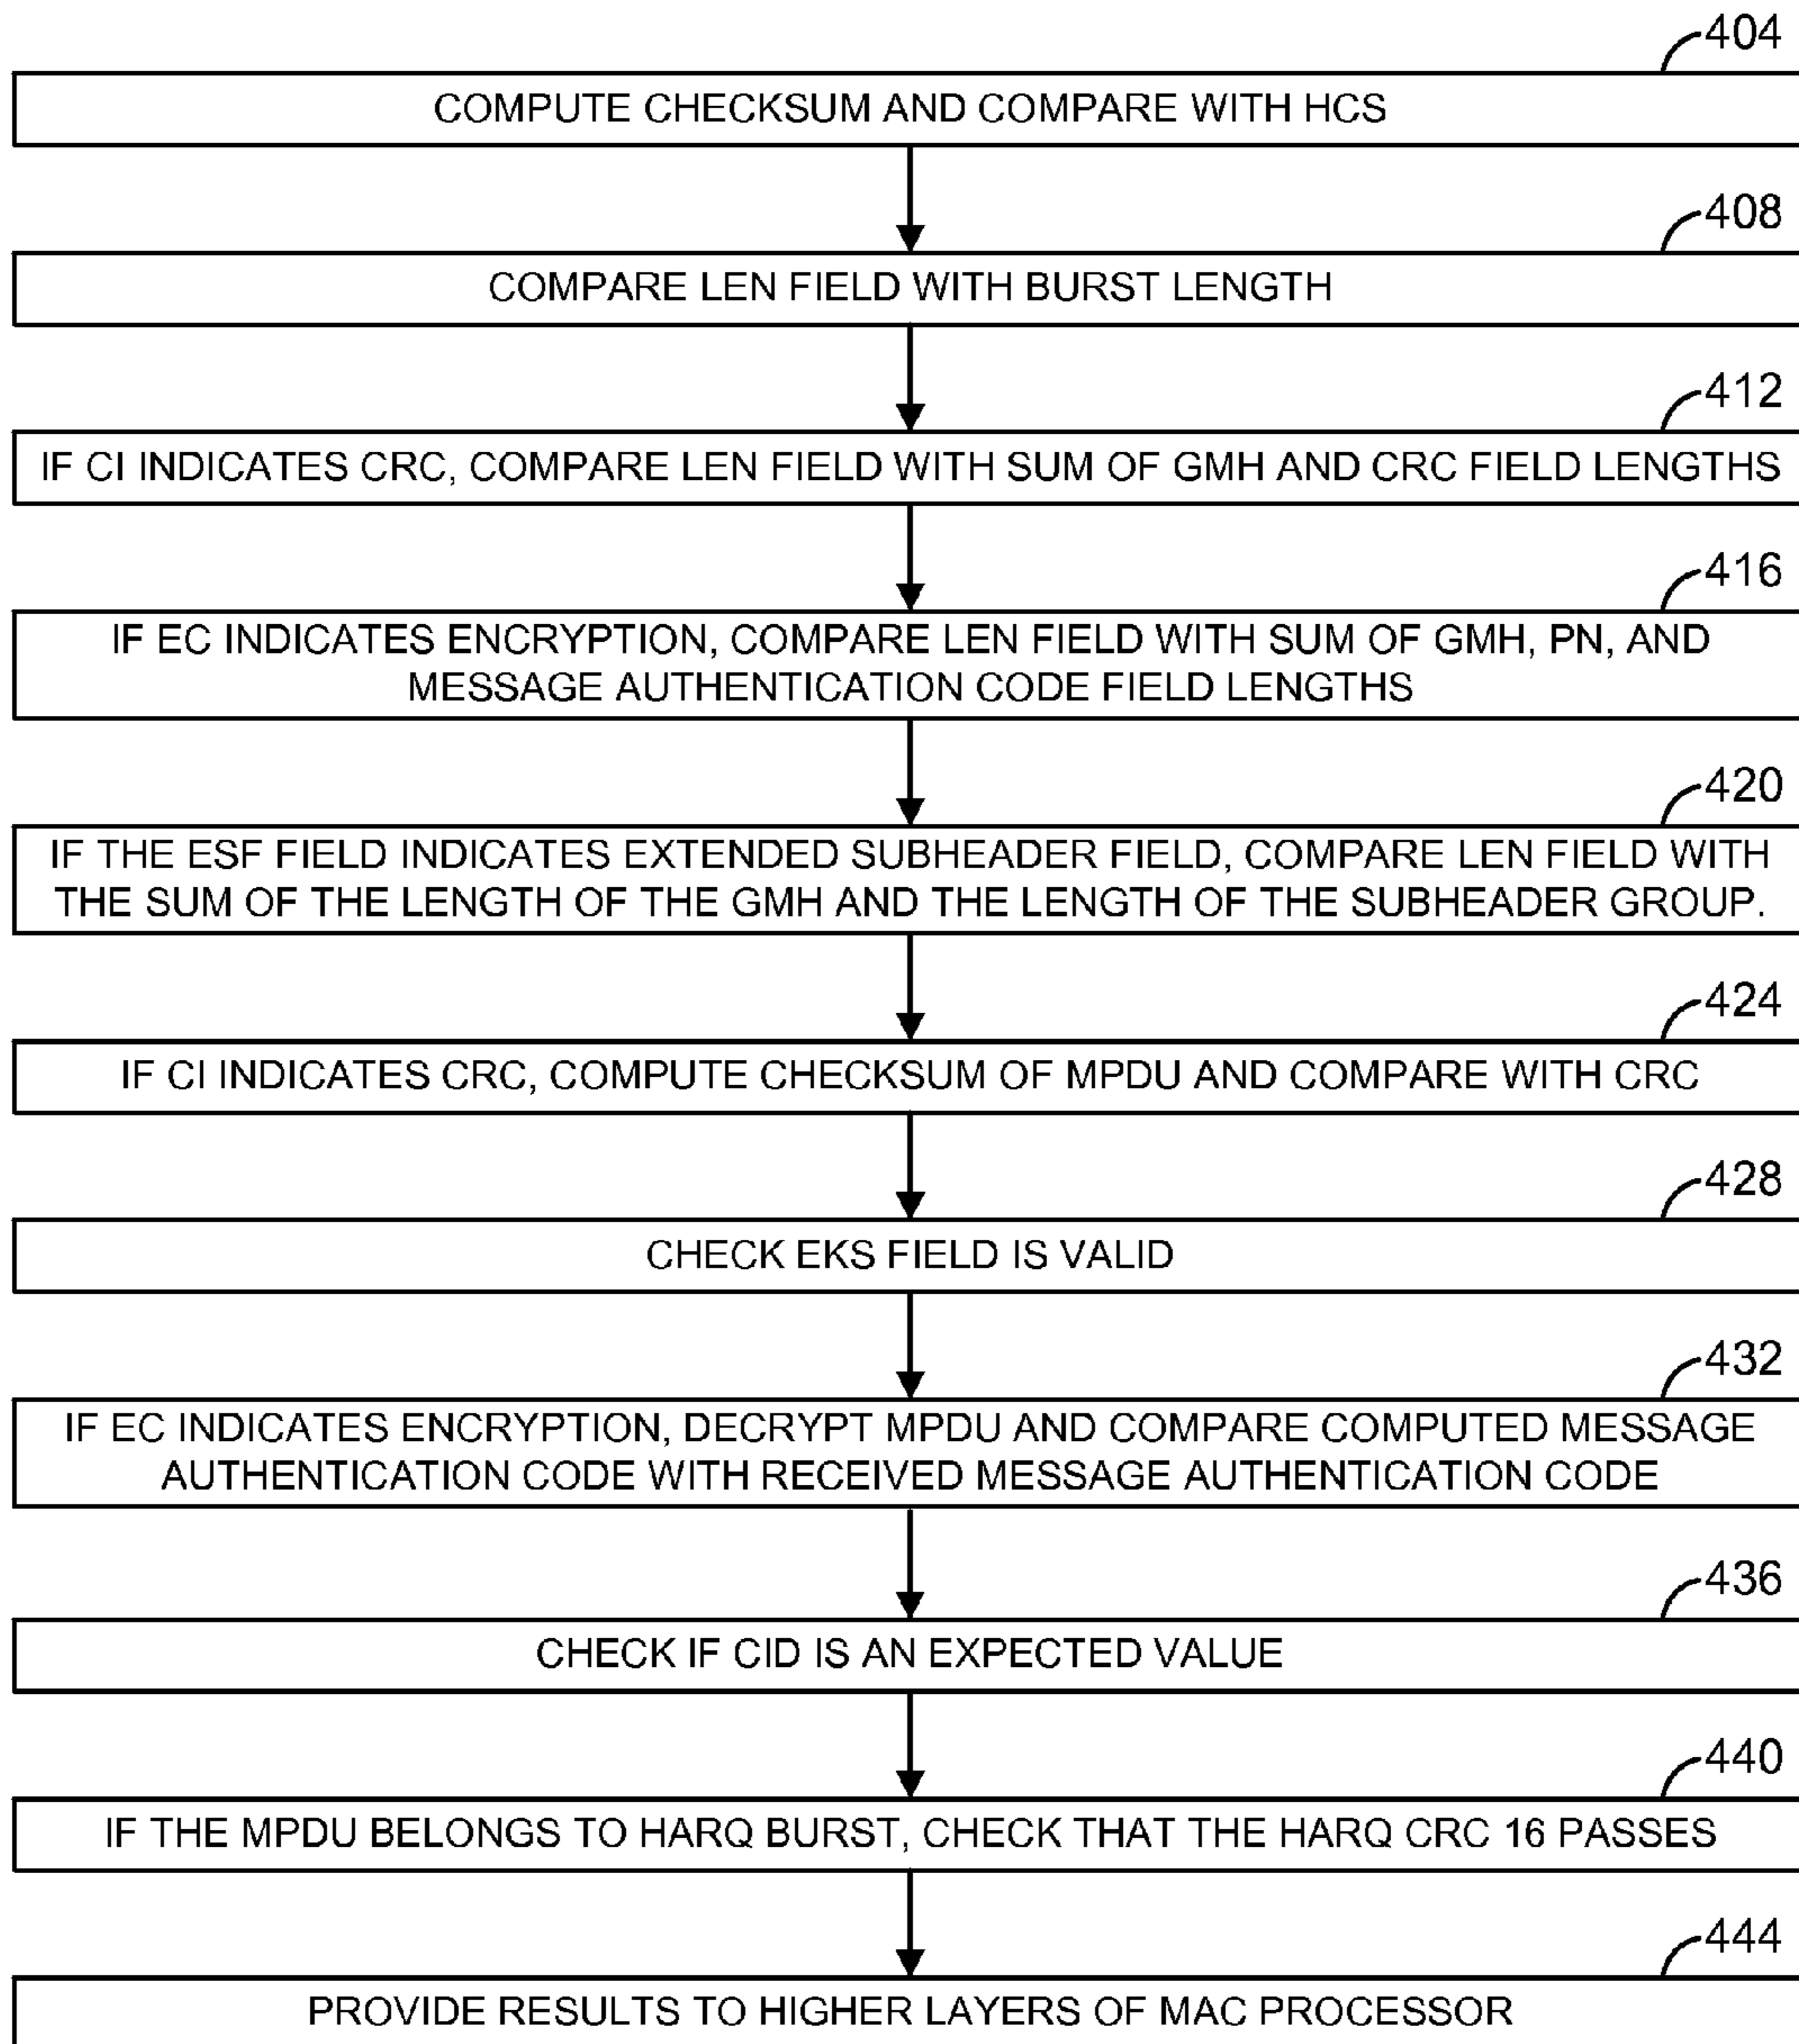 404
COMPUTE CHECKSUM AND COMPARE WITH HCS
408
COMPARE LEN FIELD WITH BURST LENGTH
412
IF CI INDICATES CRC, COMPARE LEN FIELD WITH SUM OF GMH AND CRC FIELD LENGTHS
416
IF EC INDICATES ENCRYPTION, COMPARE LEN FIELD WITH SUM OF GMH, PN, AND
MESSAGE AUTHENTICATION CODE FIELD LENGTHS
420
IF THE ESF FIELD INDICATES EXTENDED SUBHEADER FIELD, COMPARE LEN FIELD WITH
THE SUM OF THE LENGTH OF THE GMH AND THE LENGTH OF THE SUBHEADER GROUP.
424
IF CI INDICATES CRC, COMPUTE CHECKSUM OF MPDU AND COMPARE WITH CRC
428
CHECK EKS FIELD IS VALID
432
IF EC INDICATES ENCRYPTION, DECRYPT MPDU AND COMPARE COMPUTED MESSAGE
AUTHENTICATION CODE WITH RECEIVED MESSAGE AUTHENTICATION CODE
436
CHECK IF CID IS AN EXPECTED VALUE
440
IF THE MPDU BELONGS TO HARQ BURST, CHECK THAT THE HARQ CRC 16 PASSES
444
PROVIDE RESULTS TO HIGHER LAYERS OF MAC PROCESSOR